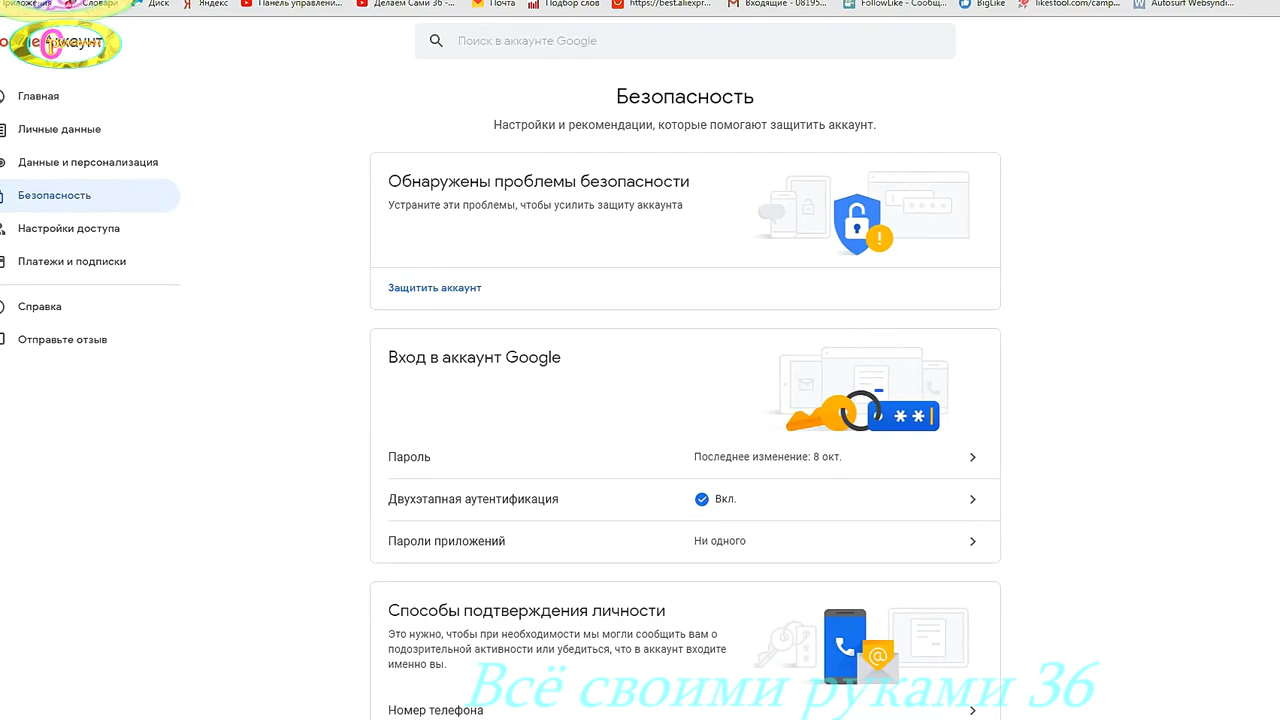 Словари
Диск
Яндекс
Панель управлени...
Делаем Сами 36 -...
Почта
Подбор слов
https://best.aliexpr...
Входящие - 08195...
FollowLike - Сообщ...
BigLike
likestool.com/camp...
Autosurf Websyndi...
Аккаунт
Поиск в аккаунте Google
Главная
Личные данные
Данные и персонализация
Безопасность
Настройки доступа
Платежи и подписки
Справка
Отправьте отзыв
Безопасность
Настройки и рекомендации, которые помогают защитить аккаунт.
Обнаружены проблемы безопасности
Устраните эти проблемы, чтобы усилить защиту аккаунта
Защитить аккаунт
Вход в аккаунт Google
Пароль
Последнее изменение: 8 окт.
Двухэтапная аутентификация
Вкл.
Пароли приложений
Ни одного
Способы подтверждения личности
Это нужно, чтобы при необходимости мы могли сообщить вам о
подозрительной активности или убедиться, что в аккаунт входите
именно вы.
Всё своими руками 36
Номер телефона